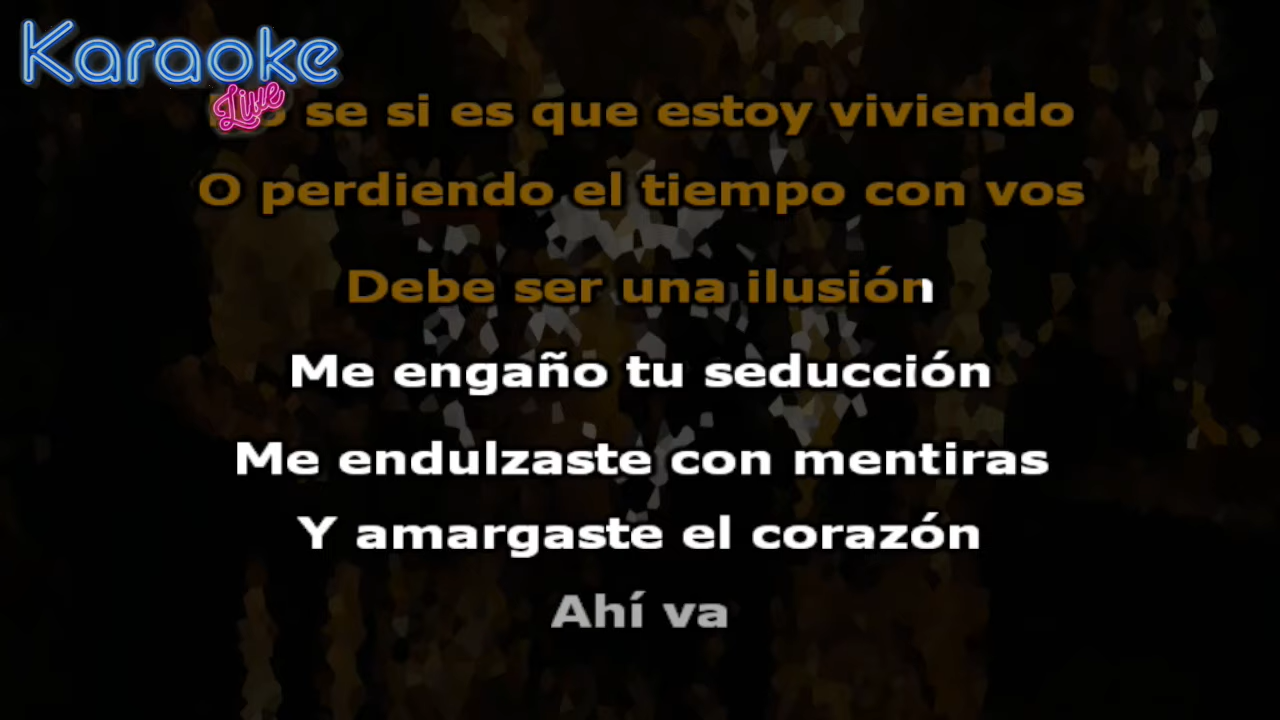 Karaoke
Live
se si es que estoy viviendo
O perdiendo el tiempo con vos
Debe ser una ilusión
Me engaño tu seducción
Me endulzaste con mentiras
Y amargaste el corazón
Ahí va